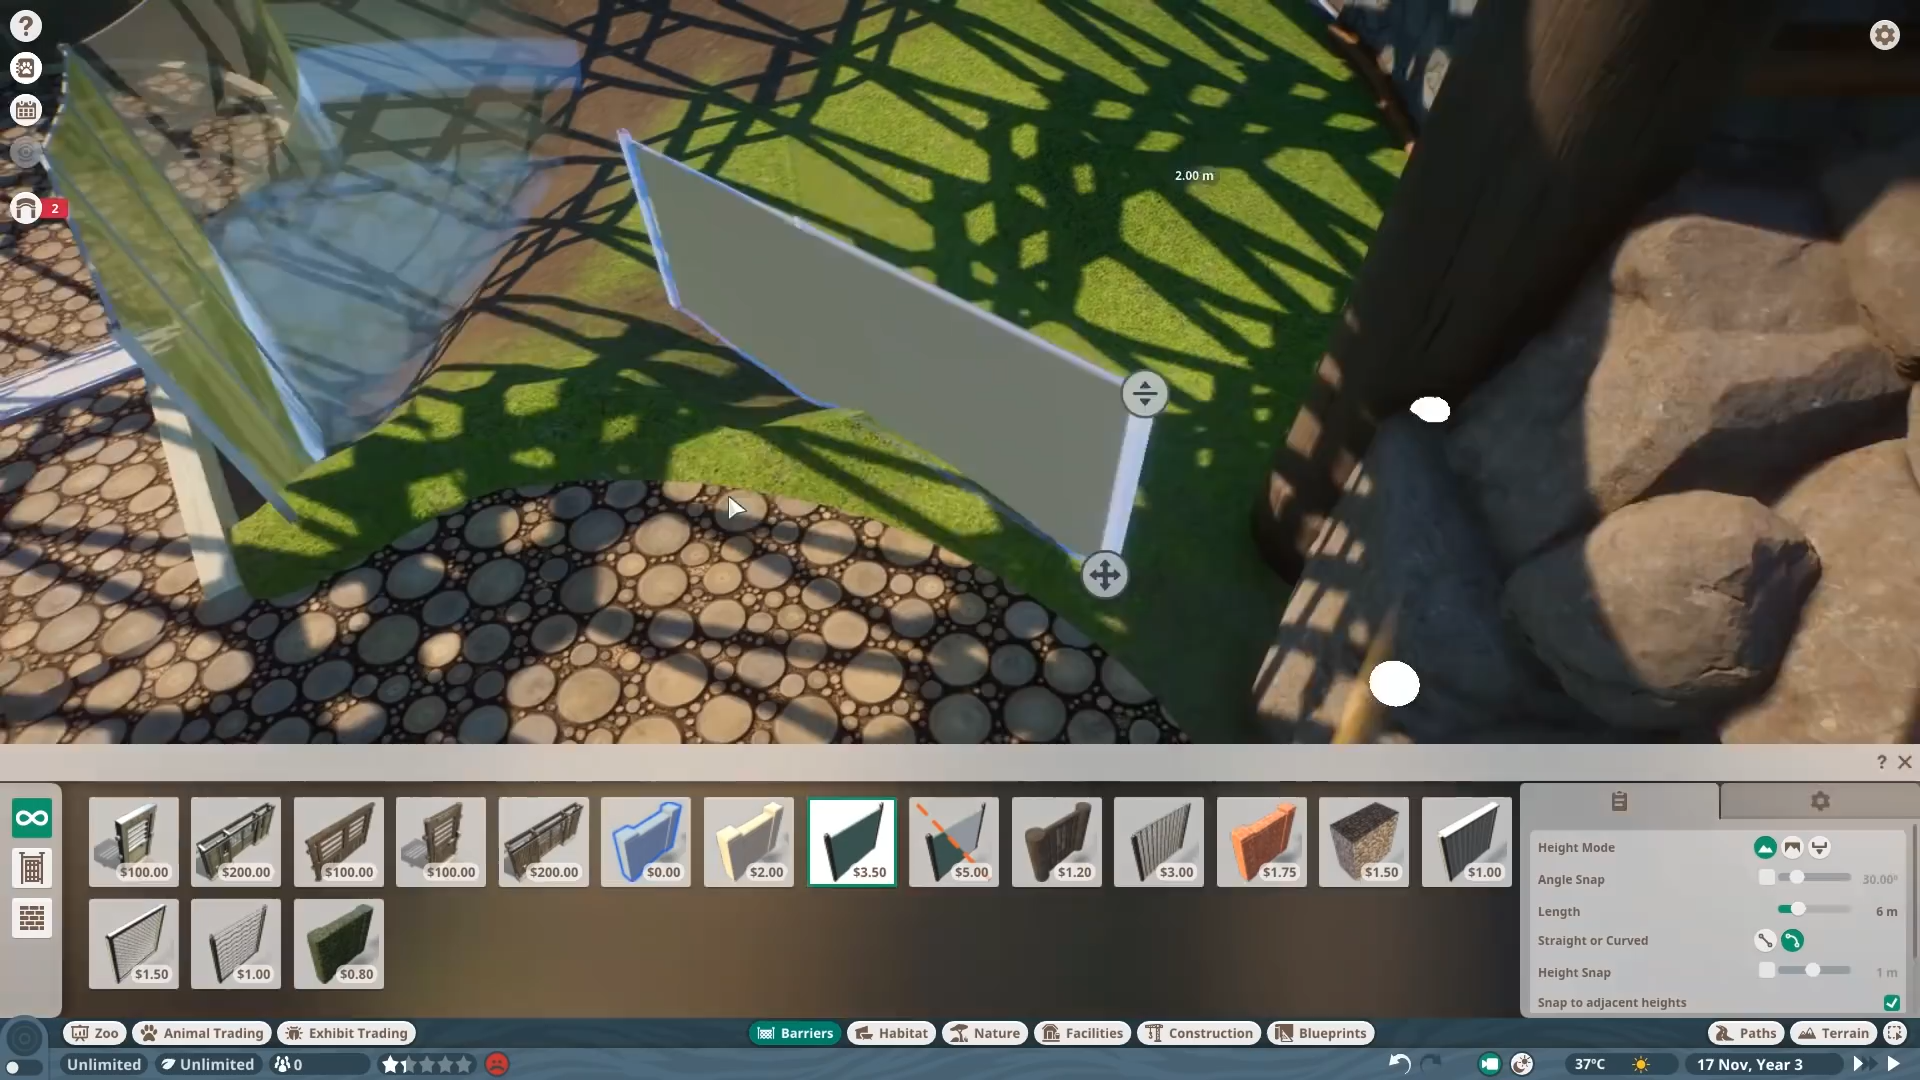 ?
2
2.00 m
?
$100.00
$200.00
$100.00
$100.00
$200.00
$0.00
$2.00
$3.50
$5.00
$1.20
$3.00
$1.75
$1.50
$1.00
$1.50
$1.00
$0.80
Height Mode
Angle Snap 30.00°
Length 6 m
Straight or Curved
Height Snap 1 m
Snap to adjacent heights
Zoo
Animal Trading
Exhibit Trading
Barriers
Habitat
Nature
Facilities
Construction
Blueprints
Paths
Terrain
Unlimited
Unlimited
0
37°C
17 Nov, Year 3